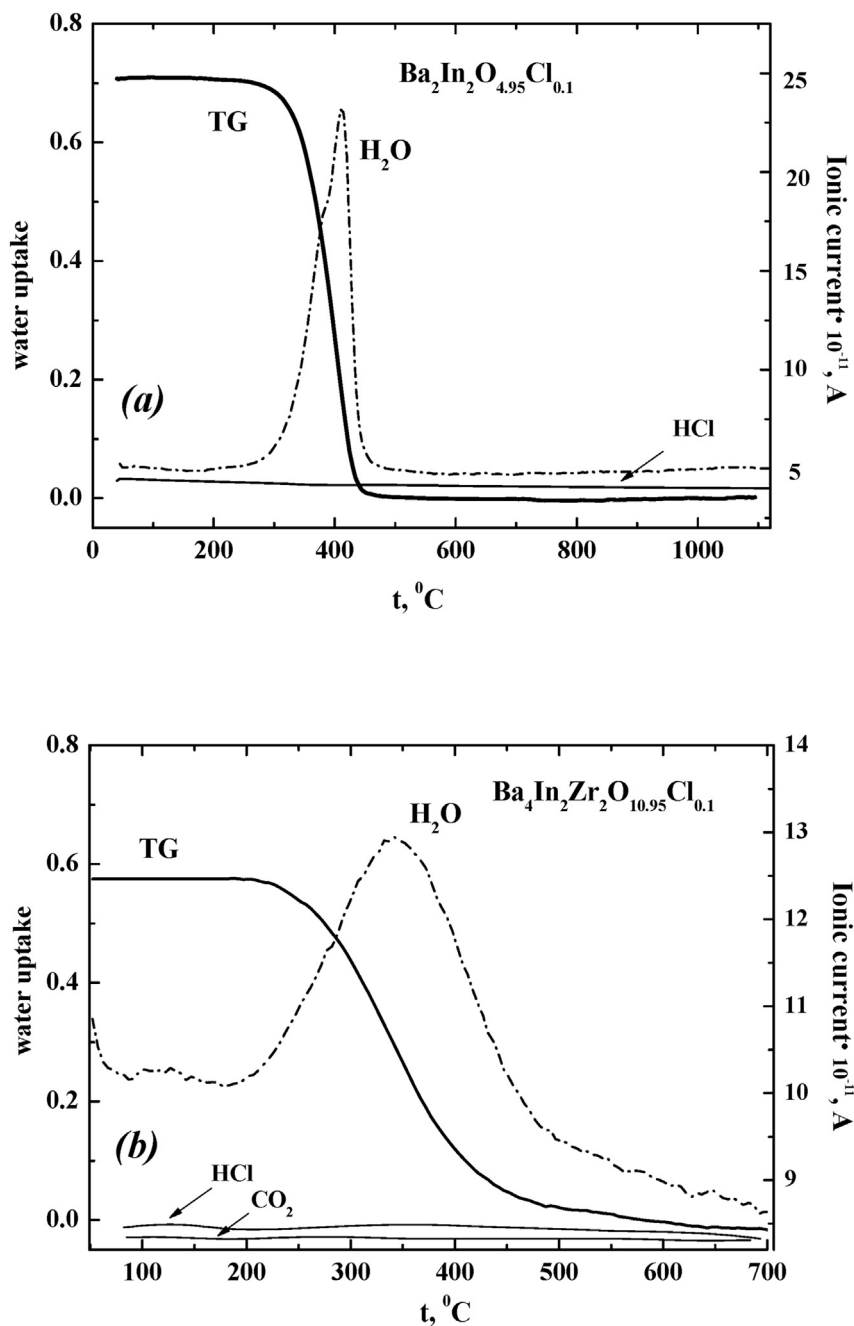 0.8
Ba2In2O4.95Cl0.1
25
TG
H2O
0.6
20
water uptake
Ionic current· 10-11, A
0.4
15
0.2
(a)
10
HCl
5
0.0
0 200 400 600 800 1000
t, 0C
0.8
14
Ba4In2Zr2O10.95Cl0.1
H2O
TG
13
0.6
12
water uptake
Ionic current· 10-11, A
0.4
11
10
0.2
(b)
HCl
9
CO2
0.0
100 200 300 400 500 600 700
t, 0C